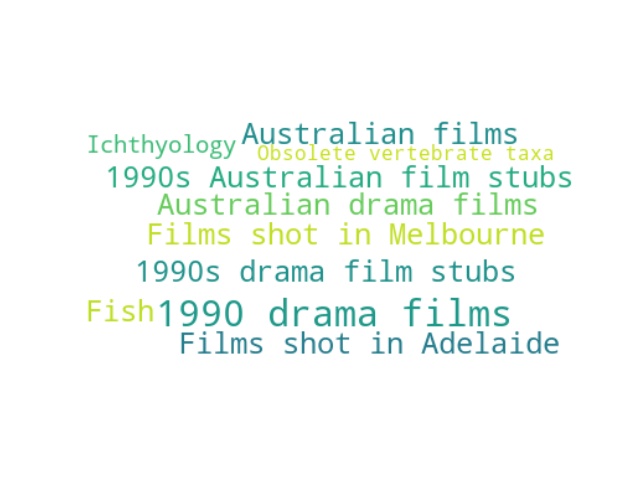 Australian films
Ichthyology
Obsolete vertebrate taxa
1990s Australian film stubs
Australian drama films
Films shot in Melbourne
1990s drama film stubs
Fish
1990 drama films
Films shot in Adelaide